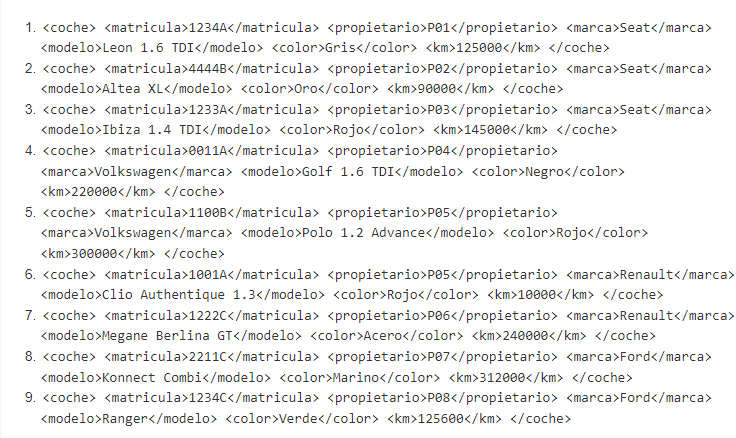 1. <coche> <matricula>1234A</matricula> <propietario>P01</propietario> <marca>Seat</marca>
<modelo>Leon 1.6 TDI</modelo> <color>Gris</color> <km>125000</km> </coche>
2. <coche> <matricula>4444B</matricula> <propietario>P02</propietario> <marca>Seat</marca>
<modelo>Altea XL</modelo> <color>Oro</color> <km>90000</km> </coche>
3. <coche> <matricula>1233A</matricula> <propietario>P03</propietario> <marca>Seat</marca>
<modelo>Ibiza 1.4 TDI</modelo> <color>Rojo</color> <km>145000</km> </coche>
4. <coche> <matricula>0011A</matricula> <propietario>P04</propietario>
<marca>Volkswagen</marca> <modelo>Golf 1.6 TDI</modelo> <color>Negro</color>
<km>220000</km> </coche>
5. <coche> <matricula>1100B</matricula> <propietario>P05</propietario>
<marca>Volkswagen</marca> <modelo>Polo 1.2 Advance</modelo> <color>Rojo</color>
<km>300000</km> </coche>
6. <coche> <matricula>1001A</matricula> <propietario>P05</propietario> <marca>Renault</marca>
<modelo>Clio Authentique 1.3</modelo> <color>Rojo</color> <km>10000</km> </coche>
7. <coche> <matricula>1222C</matricula> <propietario>P06</propietario> <marca>Renault</marca>
<modelo>Megane Berlina GT</modelo> <color>Acero</color> <km>240000</km> </coche>
8. <coche> <matricula>2211C</matricula> <propietario>P07</propietario> <marca>Ford</marca>
<modelo>Konnect Combi</modelo> <color>Marino</color> <km>312000</km> </coche>
9. <coche> <matricula>1234C</matricula> <propietario>P08</propietario> <marca>Ford</marca>
<modelo>Ranger</modelo> <color>Verde</color> <km>125600</km> </coche>